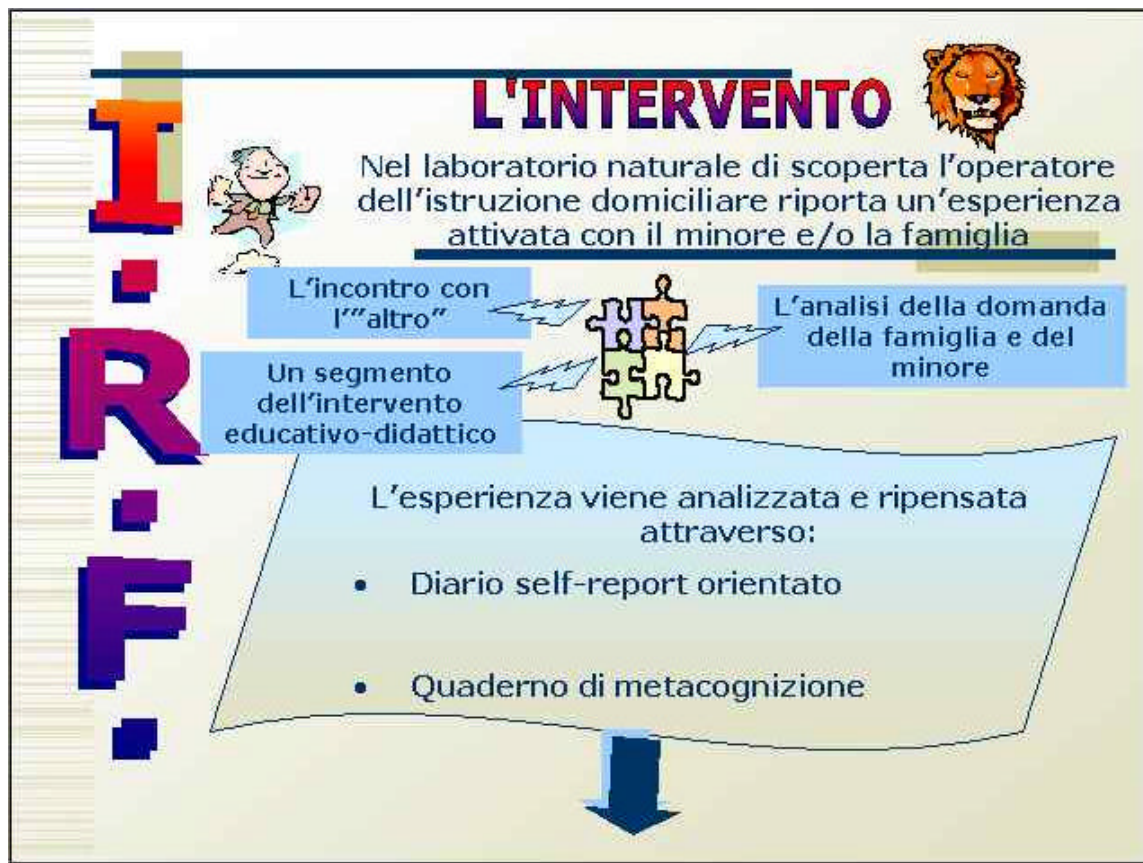 I.R.F.
L'INTERVENTO
Nel laboratorio naturale di scoperta l'operatore
dell'istruzione domiciliare riporta un'esperienza
attivata con il minore e/o la famiglia
L'incontro con
l'"altro"
L'analisi della domanda
della famiglia e del
minore
Un segmento
dell'intervento
educativo-didattico
L'esperienza viene analizzata e ripensata
attraverso:
• Diario self-report orientato
• Quaderno di metacognizione